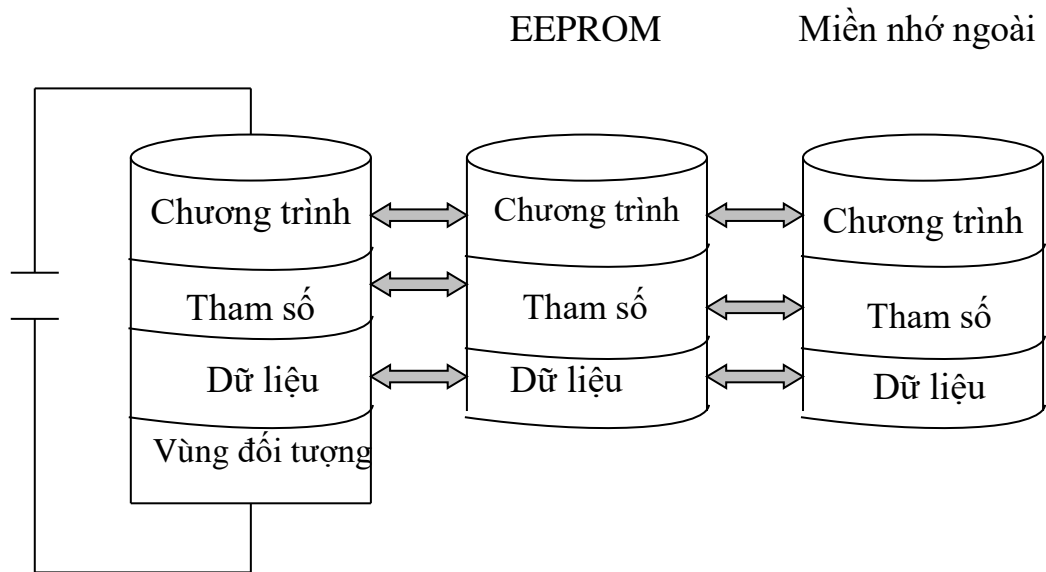 EEPROM
Miền nhớ ngoài
Chương trình
Chương trình
Chương trình
Tham số
Tham số
Tham số
Dữ liệu
Dữ liệu
Dữ liệu
Vùng đối tượng